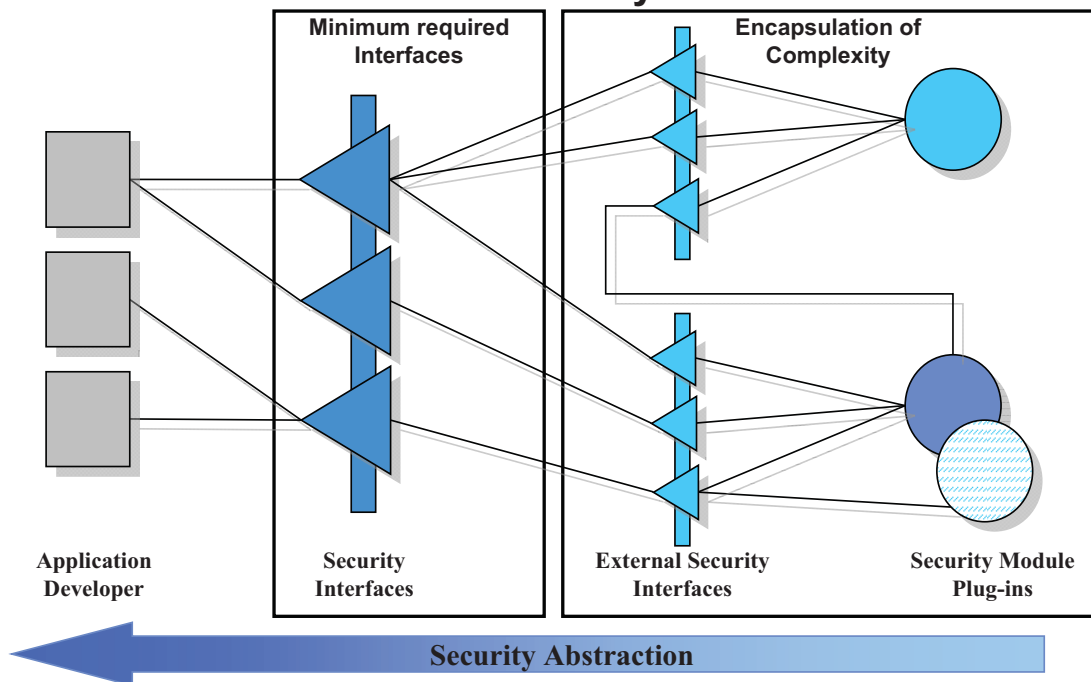 Minimum required
Interfaces
Encapsulation of
Complexity
Application
Developer
Security
Interfaces
External Security
Interfaces
Security Module
Plug-ins
Security Abstraction